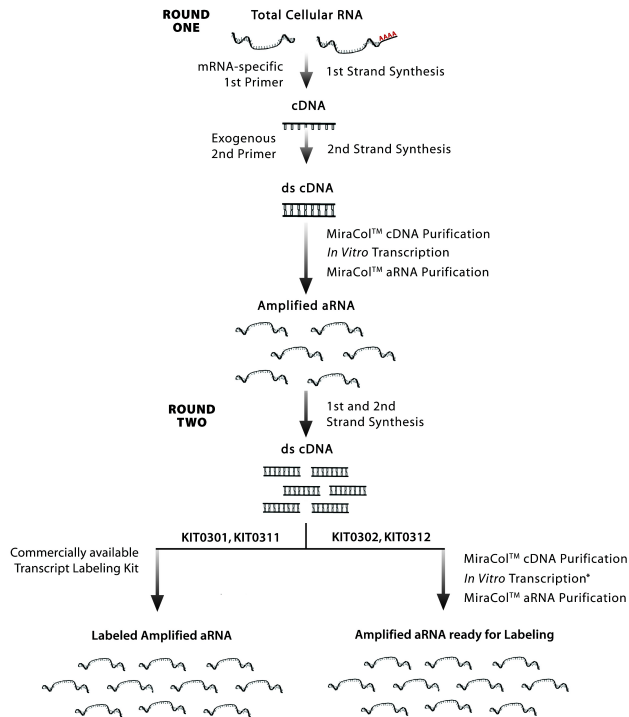 ROUND
ONE
Total Cellular RNA
AAAA
mRNA-specific
1st Primer
1st Strand Synthesis
cDNA
Exogenous
2nd Primer
2nd Strand Synthesis
ds cDNA
MiraCol™ cDNA Purification
In Vitro Transcription
MiraCol™ aRNA Purification
Amplified aRNA
ROUND
TWO
1st and 2nd
Strand Synthesis
ds cDNA
KIT0301, KIT0311
KIT0302, KIT0312
Commercially available
Transcript Labeling Kit
MiraCol™ cDNA Purification
In Vitro Transcription*
MiraCol™ aRNA Purification
Labeled Amplified aRNA
Amplified aRNA ready for Labeling